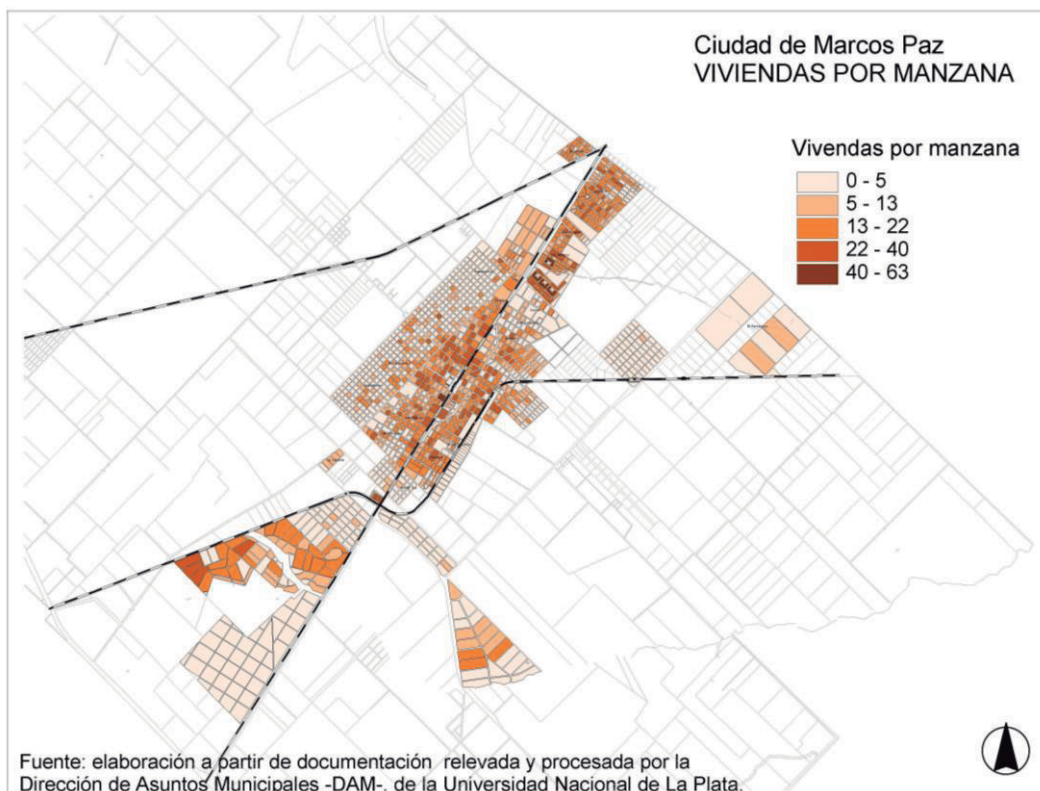 Ciudad de Marcos Paz
VIVIENDAS POR MANZANA
Vivendas por manzana
0 - 5
5 - 13
13 - 22
22 - 40
40 - 63
Fuente: elaboración a partir de documentación relevada y procesada por la
Dirección de Asuntos Municipales -DAM-, de la Universidad Nacional de La Plata.